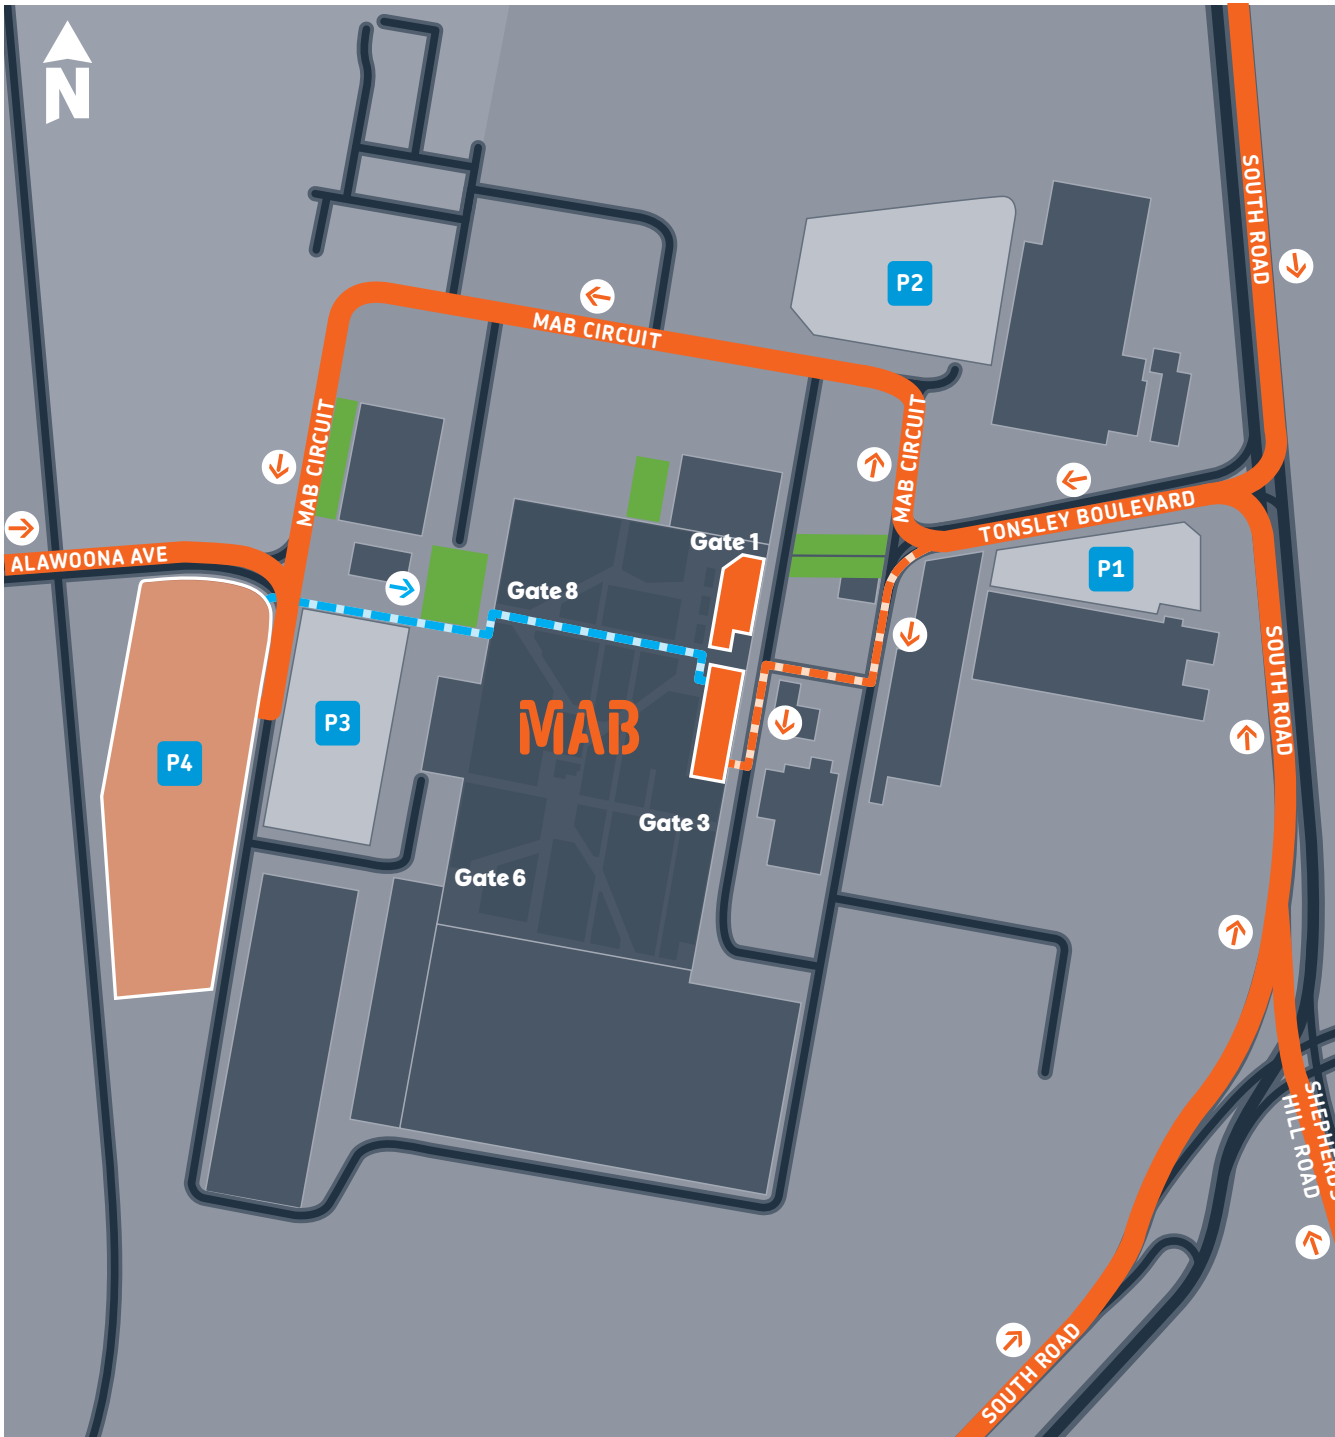 N
SOUTH ROAD
P2
MAB CIRCUIT
MAB CIRCUIT
MAB CIRCUIT
TONSLEY BOULEVARD
ALAWOONA AVE
Gate 1
P1
Gate 8
SOUTH ROAD
P3
MAB
P4
Gate 3
Gate 6
SHEPHERDS
HILL ROAD
SOUTH ROAD